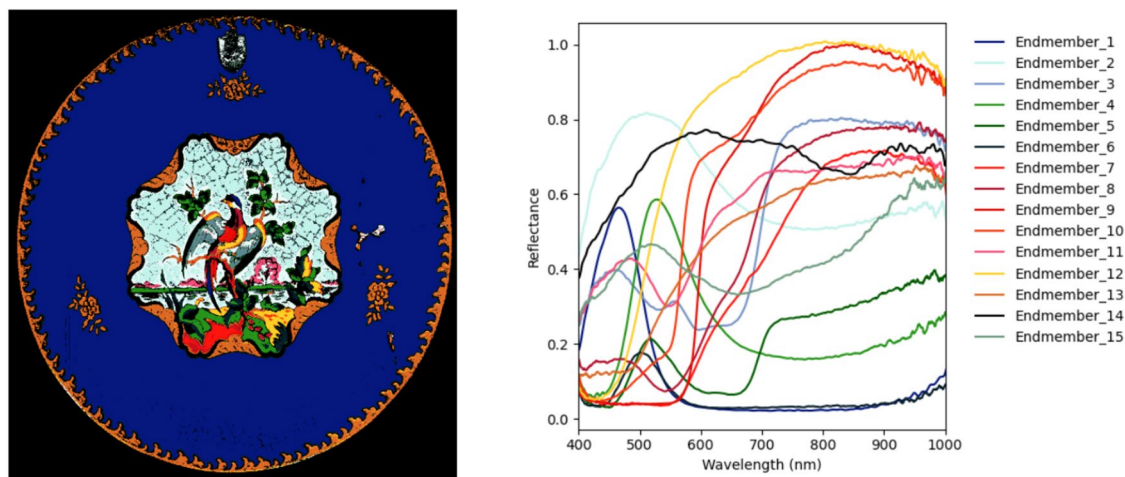 1.0
0.8
0.6
0.4
0.2
0.0
Reflectance
400
500
600
700
800
900
1000
Wavelength (nm)
Endmember_1
Endmember_2
Endmember_3
Endmember_4
Endmember_5
Endmember_6
Endmember_7
Endmember_8
Endmember_9
Endmember_10
Endmember_11
Endmember_12
Endmember_13
Endmember_14
Endmember_15